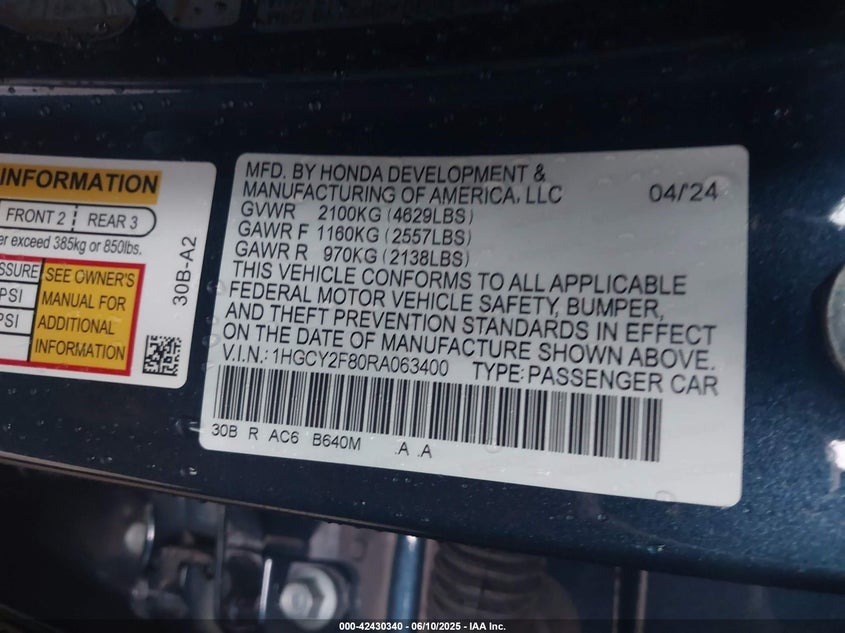 INFORMATION
FRONT 2 REAR 3
exceed 385kg or 850lbs.
SEE OWNER'S
PSI MANUAL FOR
PSI ADDITIONAL
INFORMATION
30B-A2
MFD. BY HONDA DEVELOPMENT &
MANUFACTURING OF AMERICA, LLC 04/'24
GVWR 2100KG (4629LBS)
GAWR F 1160KG (2557LBS)
GAWR R 970KG (2138LBS)
THIS VEHICLE CONFORMS TO ALL APPLICABLE
FEDERAL MOTOR VEHICLE SAFETY, BUMPER,
AND THEFT PREVENTION STANDARDS IN EFFECT
ON THE DATE OF MANUFACTURE SHOWN ABOVE.
V.I.N.: 1HGCY2F80RA063400 TYPE: PASSENGER CAR
30B R AC6 B640M .A .A
000-42430340 - 06/10/2025 - IAA Inc.